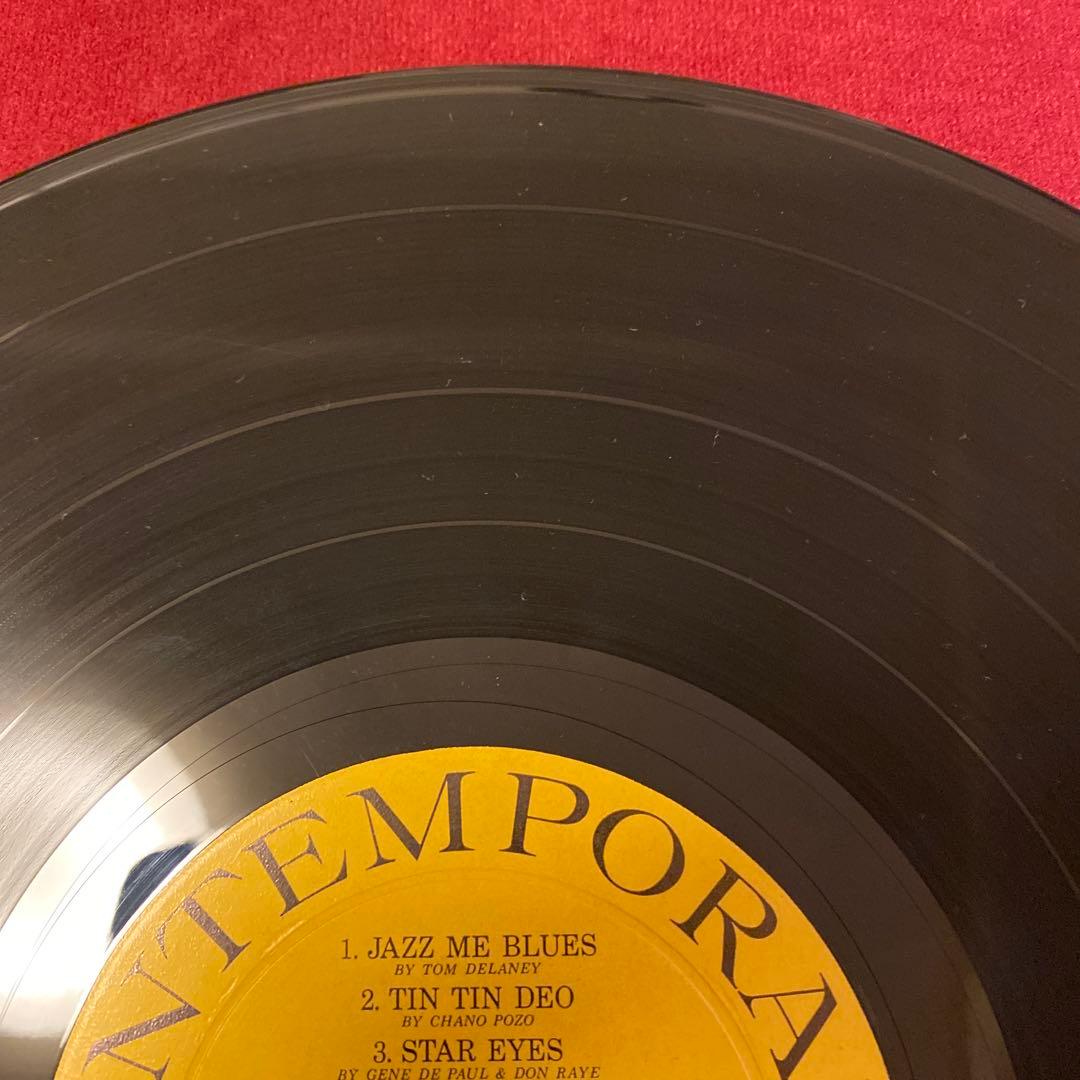 NTEMPORA
1. JAZZ ME BLUES
BY TOM DELANEY
2. TIN TIN DEO
BY CHANO POZO
3. STAR EYES
BY GENE DE PAUL & DON RAYE